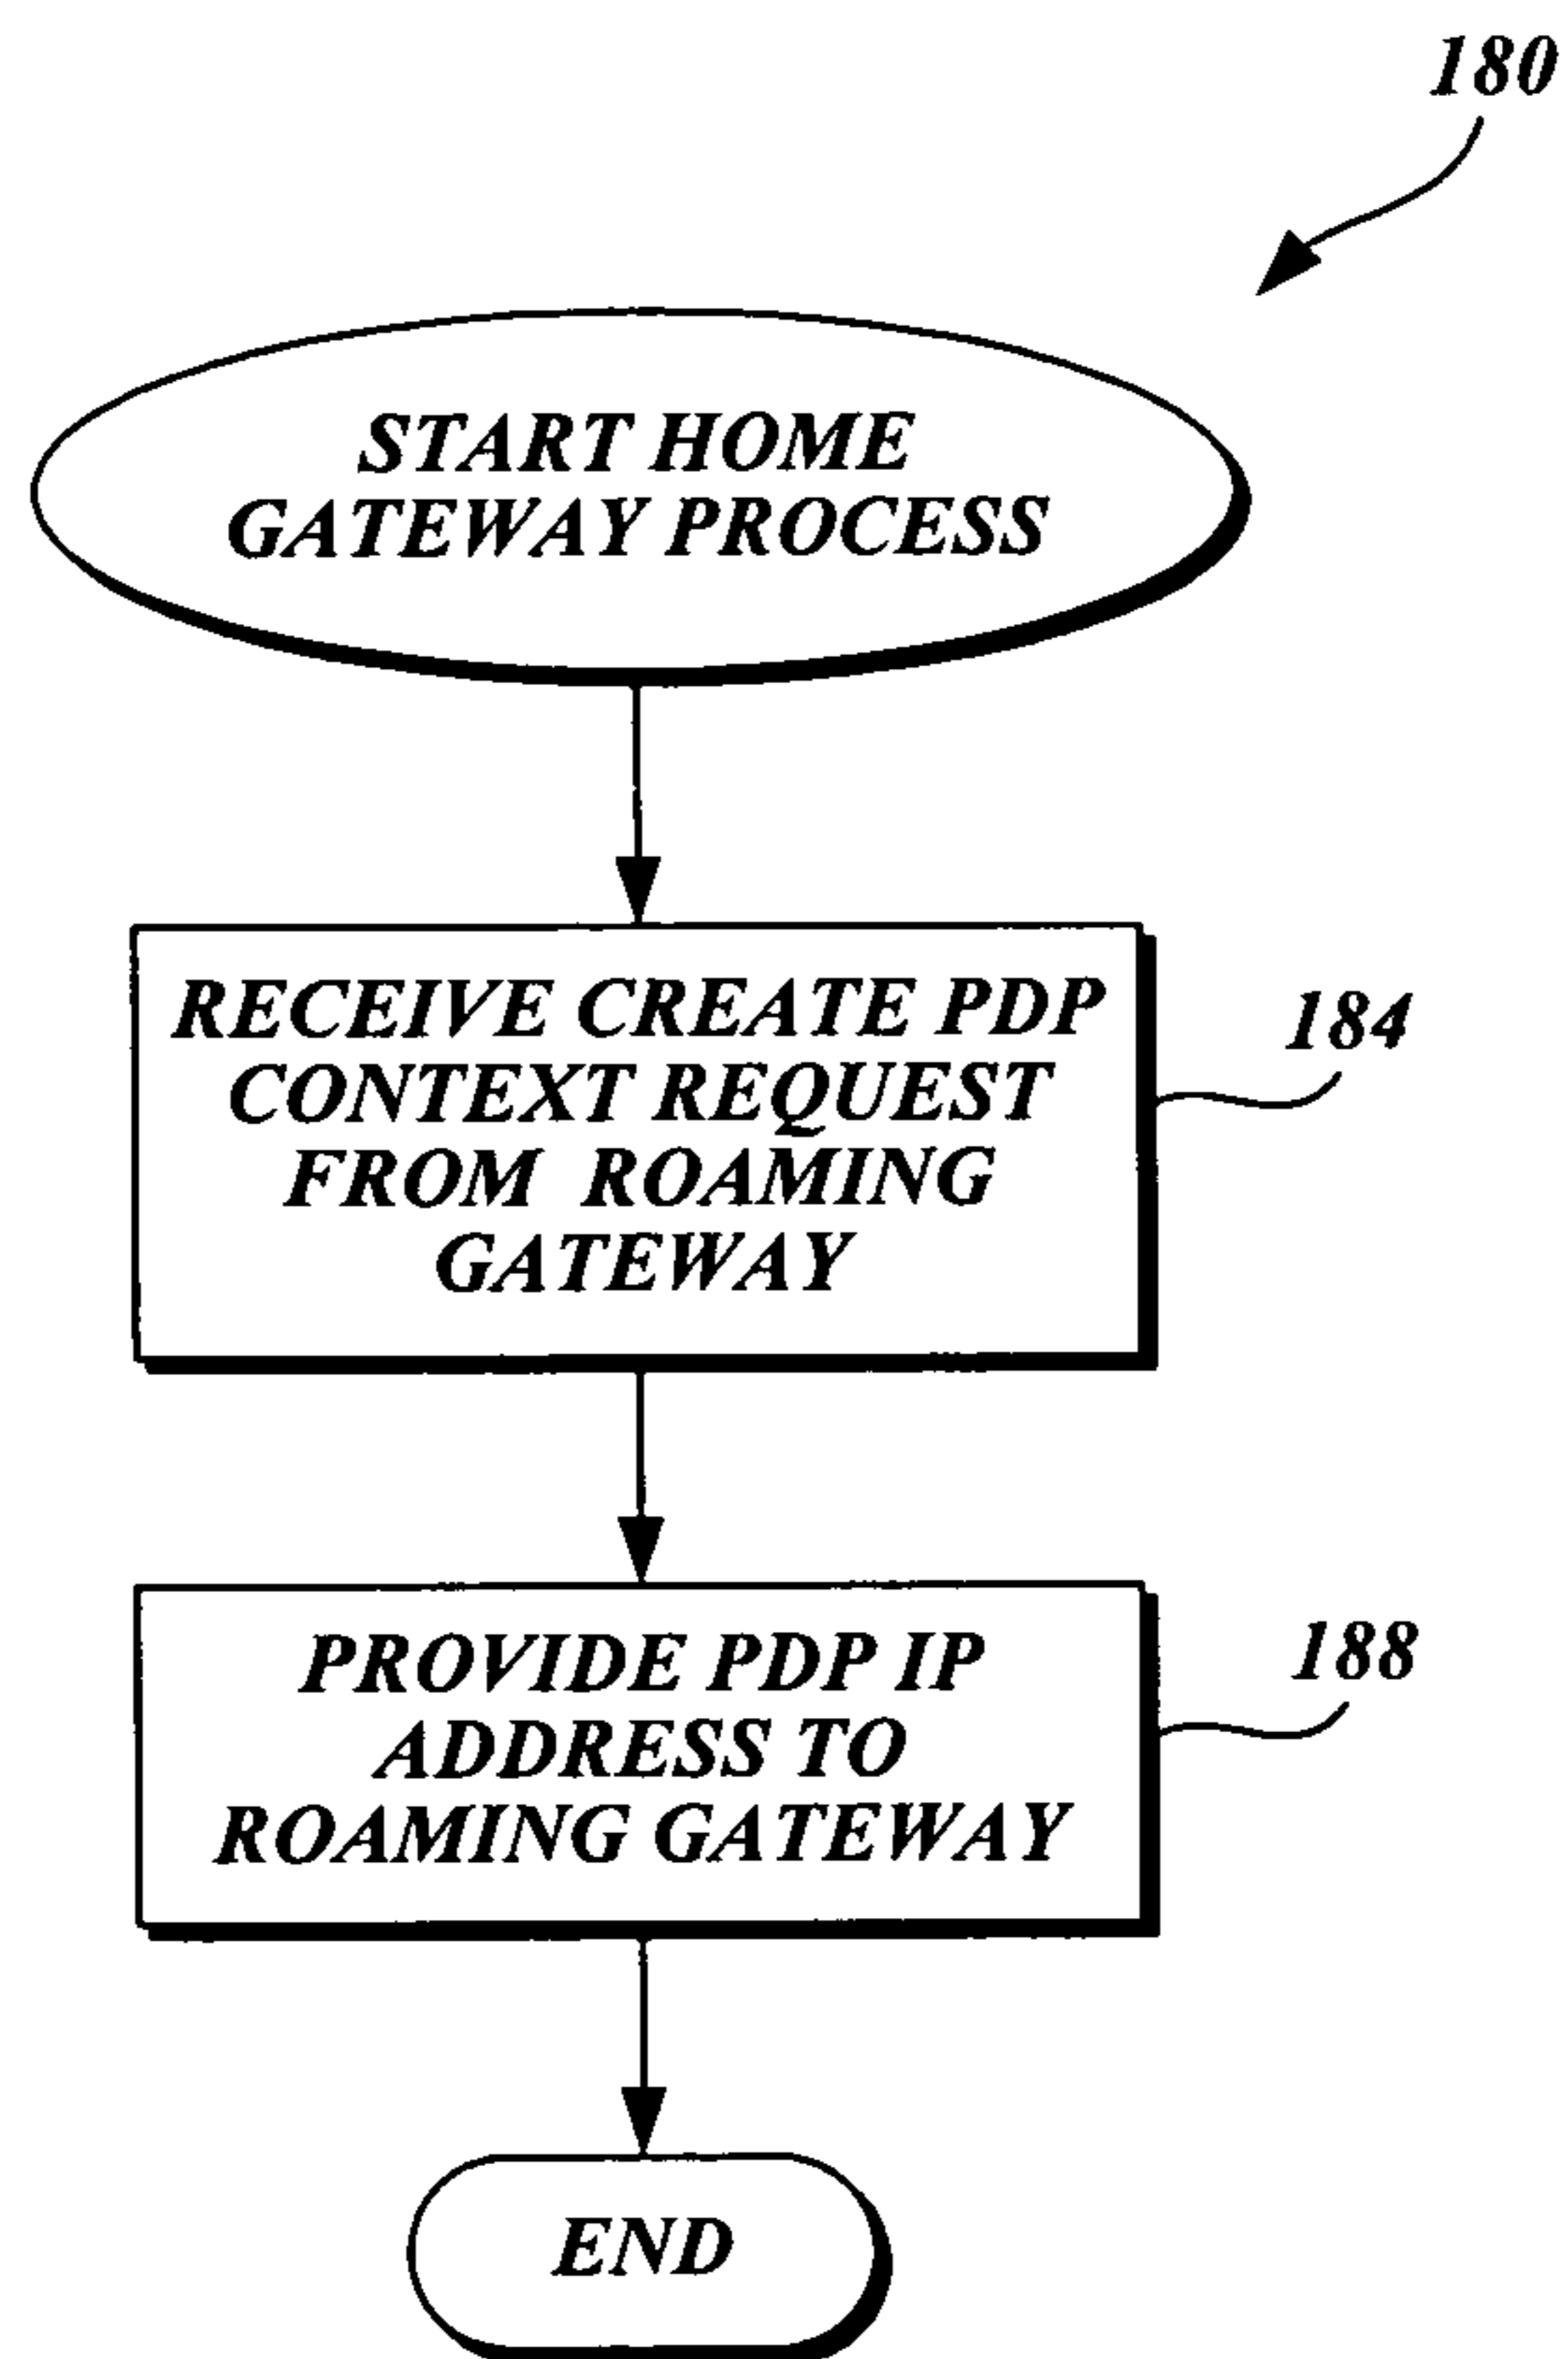 180
START HOME
GATEWAY PROCESS
RECEIVE CREATE PDP
CONTEXT REQUEST
FROM ROAMING
GATEWAY
184
PROVIDE PDP IP
ADDRESS TO
ROAMING GATEWAY
188
END